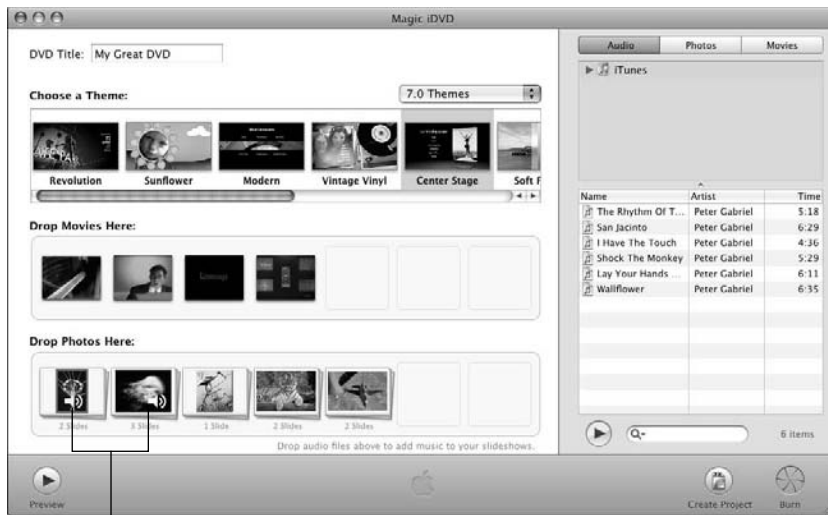 Magic iDVD
DVD Title: My Great DVD
Choose a Theme: 7.0 Themes
Revolution Sunflower Modern Vintage Vinyl Center Stage Soft F
Drop Movies Here:
Drop Photos Here:
2 Slides 3 Slides 1 Slide 2 Slides 2 Slides
Drop audio files above to add music to your slideshows.
Preview
Audio Photos Movies
iTunes
Name Artist Time
The Rhythm Of T... Peter Gabriel 5:18
San Jacinto Peter Gabriel 6:29
I Have The Touch Peter Gabriel 4:36
Shock The Monkey Peter Gabriel 5:29
Lay Your Hands ... Peter Gabriel 6:11
Wallflower Peter Gabriel 6:35
6 items
Create Project Burn